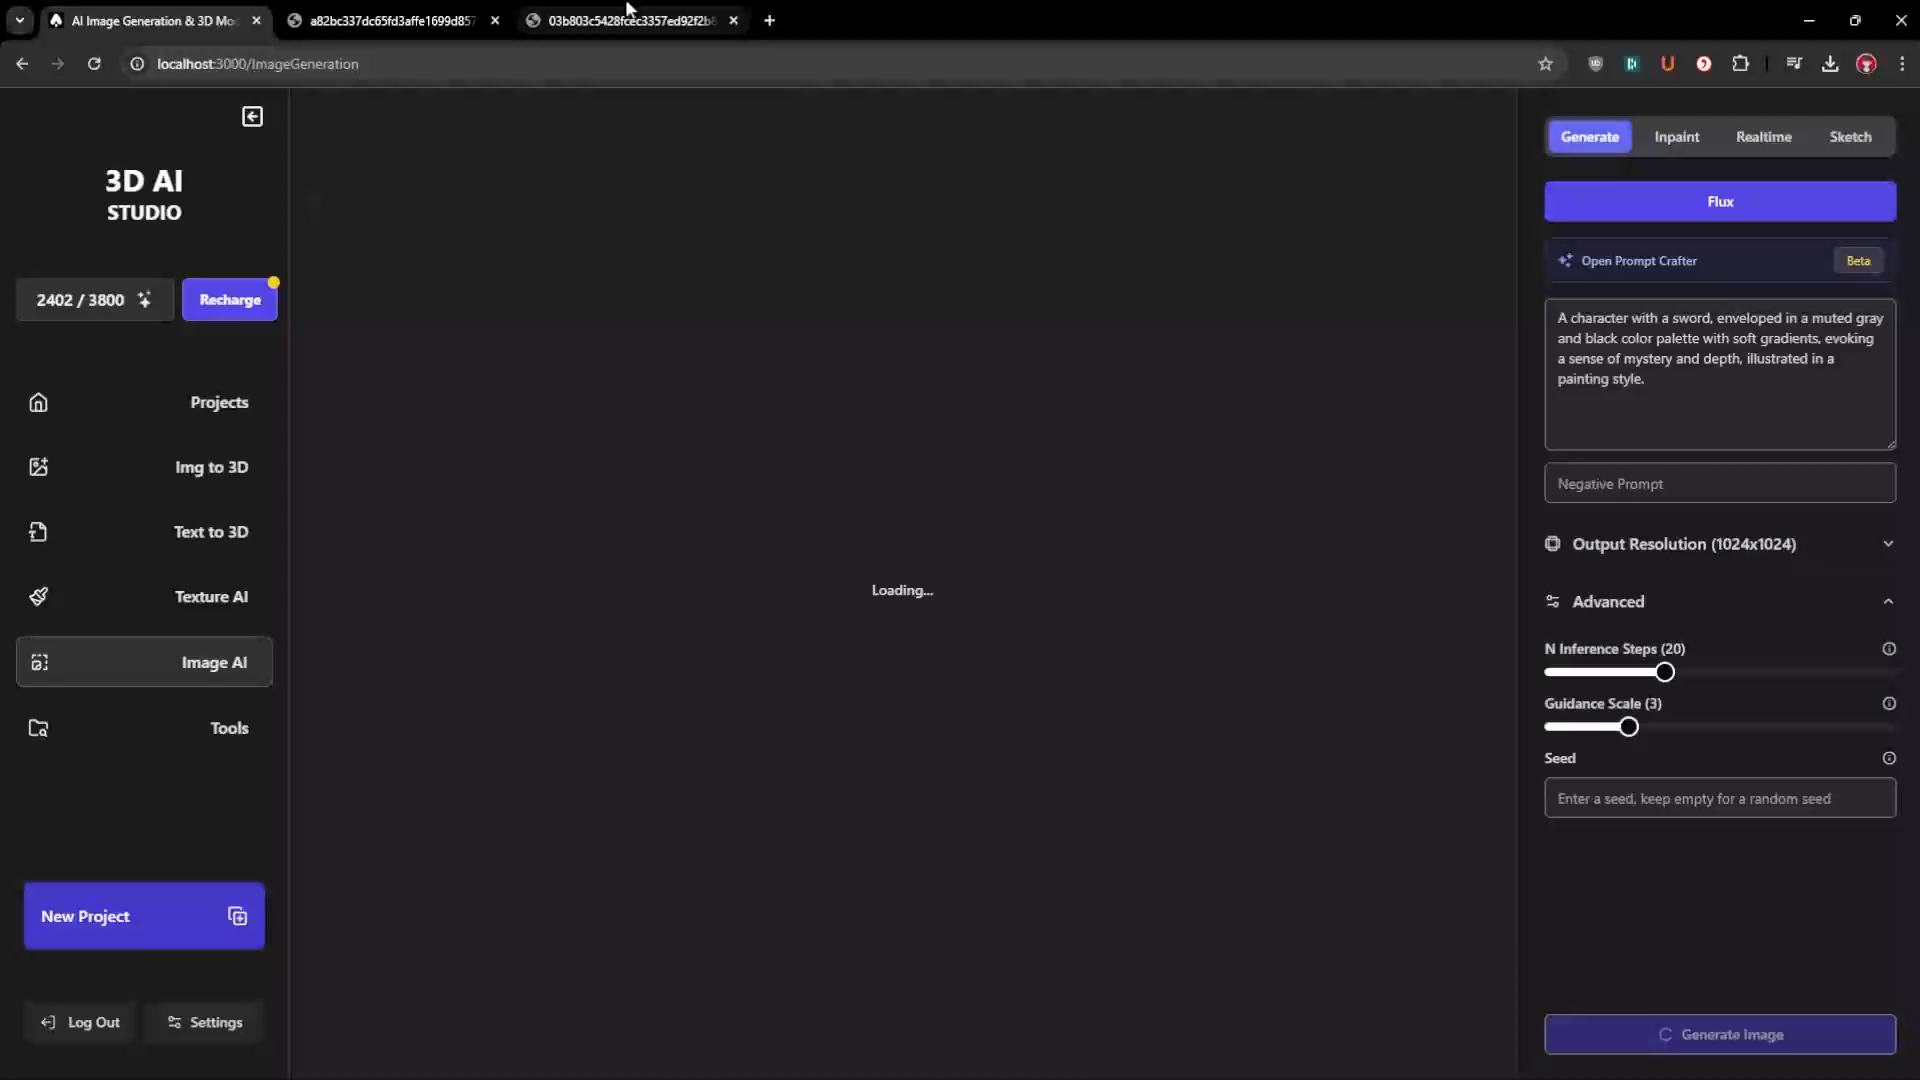 AI Image Generation & 3D Mo
a82bc337dc65fd3affe1699d857
03b803c5428fcec3357ed92f2b8
localhost:3000/ImageGeneration
3D AI
STUDIO
2402 / 3800
Recharge
Projects
Img to 3D
Text to 3D
Texture AI
Image AI
Tools
New Project
Log Out
Settings
Loading...
Generate
Inpaint
Realtime
Sketch
Flux
Open Prompt Crafter
Beta
A character with a sword, enveloped in a muted gray
and black color palette with soft gradients, evoking
a sense of mystery and depth, illustrated in a
painting style.
Negative Prompt
Output Resolution (1024x1024)
Advanced
N Inference Steps (20)
Guidance Scale (3)
Seed
Enter a seed, keep empty for a random seed
Generate Image